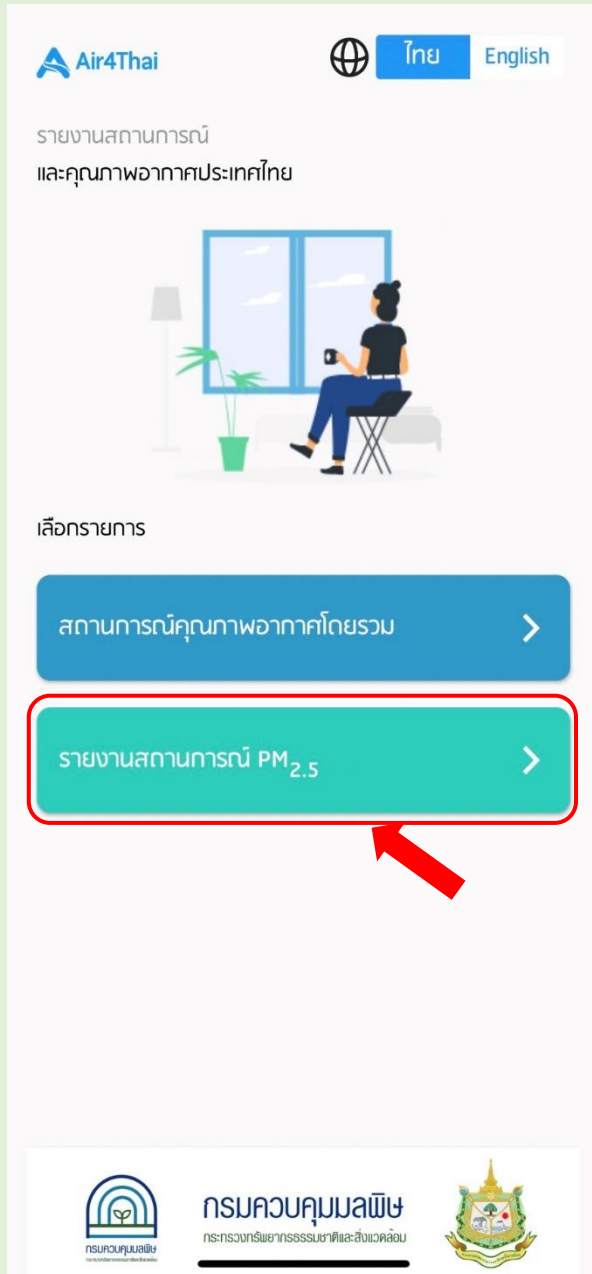 Air4Thai
ไทย English
รายงานสถานการณ์
และคุณภาพอากาศประเทศไทย
เลือกรายการ
สถานการณ์คุณภาพอากาศโดยรวม
รายงานสถานการณ์ PM2.5
กรมควบคุมมลพิษ
กระทรวงทรัพยากรธรรมชาติและสิ่งแวดล้อม
กรมควบคุมมลพิษ